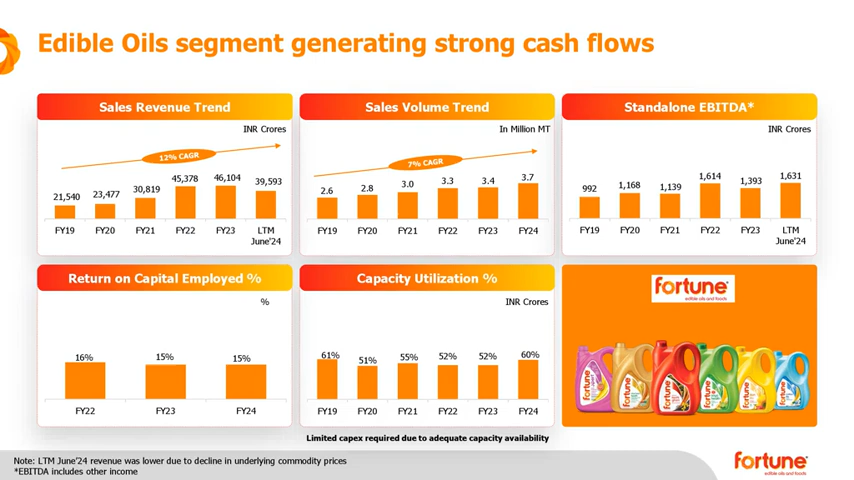 Edible Oils segment generating strong cash flows
Sales Revenue Trend
INR Crores
12% CAGR
21,540 23,477 30,819 45,378 46,104 39,593
FY19 FY20 FY21 FY22 FY23 LTM June'24
Sales Volume Trend
In Million MT
7% CAGR
2.6 2.8 3.0 3.3 3.4 3.7
FY19 FY20 FY21 FY22 FY23 FY24
Standalone EBITDA*
INR Crores
992 1,168 1,139 1,614 1,393 1,631
FY19 FY20 FY21 FY22 FY23 LTM June'24
Return on Capital Employed %
%
16% 15% 15%
FY22 FY23 FY24
Capacity Utilization %
INR Crores
61% 51% 55% 52% 52% 60%
FY19 FY20 FY21 FY22 FY23 FY24
fortune
edible oils and foods
fortune
fortune
fortune
Limited capex required due to adequate capacity availability
Note: LTM June'24 revenue was lower due to decline in underlying commodity prices
*EBITDA includes other income
fortune
edible oils and foods